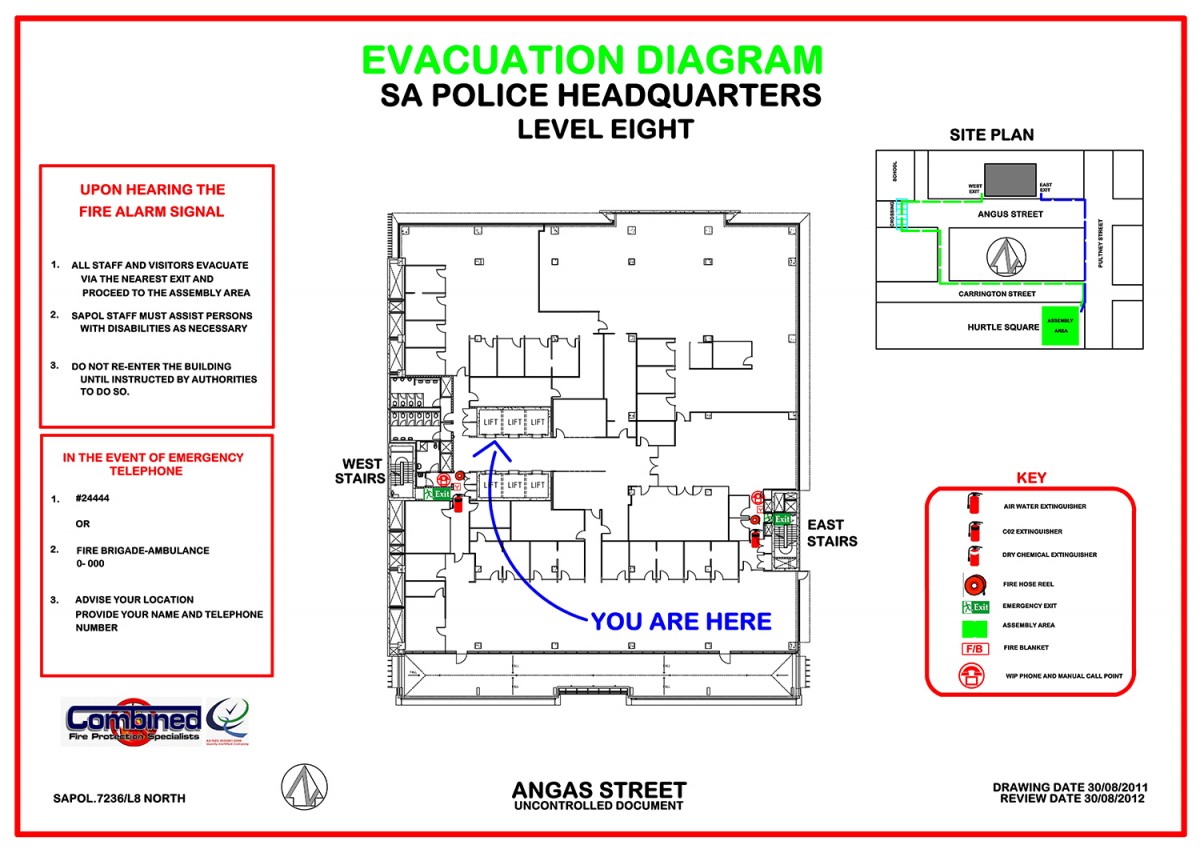 EVACUATION DIAGRAM
SA POLICE HEADQUARTERS
LEVEL EIGHT
UPON HEARING THE
FIRE ALARM SIGNAL
1. ALL STAFF AND VISITORS EVACUATE
VIA THE NEAREST EXIT AND
PROCEED TO THE ASSEMBLY AREA
2. SAPOL STAFF MUST ASSIST PERSONS
WITH DISABILITIES AS NECESSARY
3. DO NOT RE-ENTER THE BUILDING
UNTIL INSTRUCTED BY AUTHORITIES
TO DO SO.
IN THE EVENT OF EMERGENCY
TELEPHONE
1. #24444
OR
2. FIRE BRIGADE-AMBULANCE
0- 000
3. ADVISE YOUR LOCATION
PROVIDE YOUR NAME AND TELEPHONE
NUMBER
Combined
Fire Protection Specialists
SAPOL.7236/L8 NORTH
LIFT LIFT LIFT
WEST
STAIRS
LIFT LIFT LIFT
Exit
Exit
EAST
STAIRS
YOU ARE HERE
ANGAS STREET
UNCONTROLLED DOCUMENT
SITE PLAN
SCHOOL
WEST
EXIT
EAST
EXIT
CROSSING
ANGUS STREET
PULTNEY STREET
CARRINGTON STREET
HURTLE SQUARE
ASSEMBLY
AREA
KEY
AIR WATER EXTINGUISHER
C02 EXTINGUISHER
DRY CHEMICAL EXTINGUISHER
FIRE HOSE REEL
Exit EMERGENCY EXIT
ASSEMBLY AREA
F/B FIRE BLANKET
WIP PHONE AND MANUAL CALL POINT
DRAWING DATE 30/08/2011
REVIEW DATE 30/08/2012